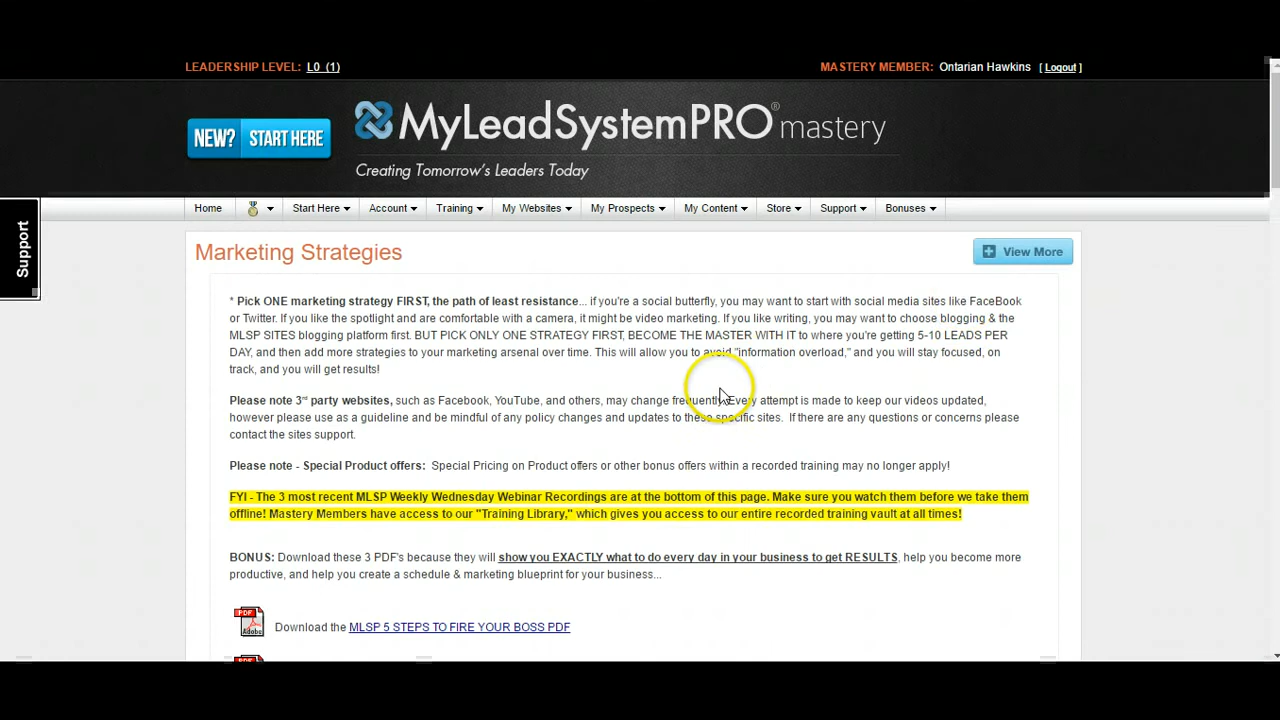 LEADERSHIP LEVEL: L0 (1)
MASTERY MEMBER: Ontarian Hawkins [ Logout ]
NEW? START HERE
MyLeadSystemPRO® mastery
Creating Tomorrow's Leaders Today
Support
Home Start Here Account Training My Websites My Prospects My Content Store Support Bonuses
Marketing Strategies
View More
* Pick ONE marketing strategy FIRST, the path of least resistance... if you're a social butterfly, you may want to start with social media sites like FaceBook
or Twitter. If you like the spotlight and are comfortable with a camera, it might be video marketing. If you like writing, you may want to choose blogging & the
MLSP SITES blogging platform first. BUT PICK ONLY ONE STRATEGY FIRST, BECOME THE MASTER WITH IT to where you're getting 5-10 LEADS PER
DAY, and then add more strategies to your marketing arsenal over time. This will allow you to avoid "information overload," and you will stay focused, on
track, and you will get results!
Please note 3rd party websites, such as Facebook, YouTube, and others, may change frequently. Every attempt is made to keep our videos updated,
however please use as a guideline and be mindful of any policy changes and updates to these specific sites. If there are any questions or concerns please
contact the sites support.
Please note - Special Product offers: Special Pricing on Product offers or other bonus offers within a recorded training may no longer apply!
FYI - The 3 most recent MLSP Weekly Wednesday Webinar Recordings are at the bottom of this page. Make sure you watch them before we take them
offline! Mastery Members have access to our "Training Library," which gives you access to our entire recorded training vault at all times!
BONUS: Download these 3 PDF's because they will show you EXACTLY what to do every day in your business to get RESULTS, help you become more
productive, and help you create a schedule & marketing blueprint for your business...
PDF
Adobe
Download the MLSP 5 STEPS TO FIRE YOUR BOSS PDF